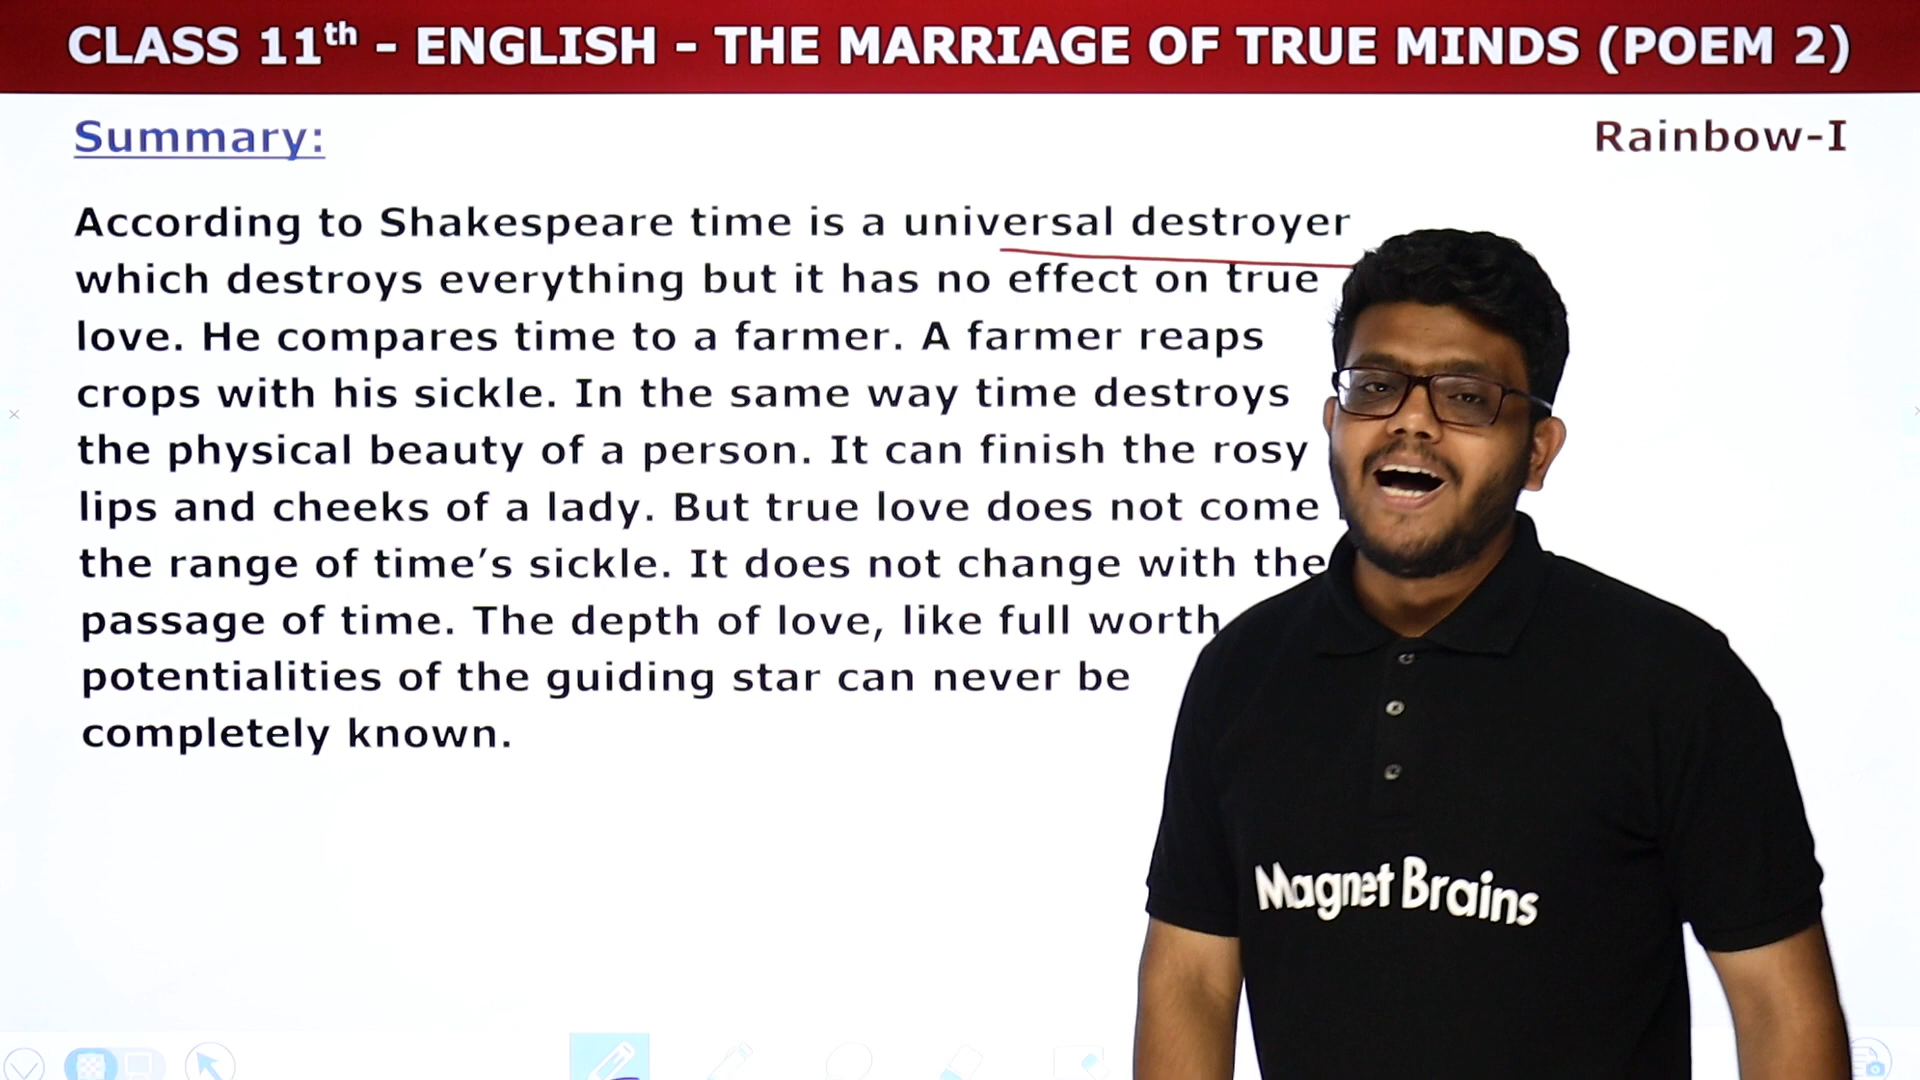 CLASS 11th - ENGLISH - THE MARRIAGE OF TRUE MINDS (POEM 2)
Summary:
Rainbow-I
According to Shakespeare time is a universal destroyer
which destroys everything but it has no effect on true
love. He compares time to a farmer. A farmer reaps
crops with his sickle. In the same way time destroys
the physical beauty of a person. It can finish the rosy
lips and cheeks of a lady. But true love does not come
the range of time’s sickle. It does not change with the
passage of time. The depth of love, like full worth
potentialities of the guiding star can never be
completely known.
Magnet Brains